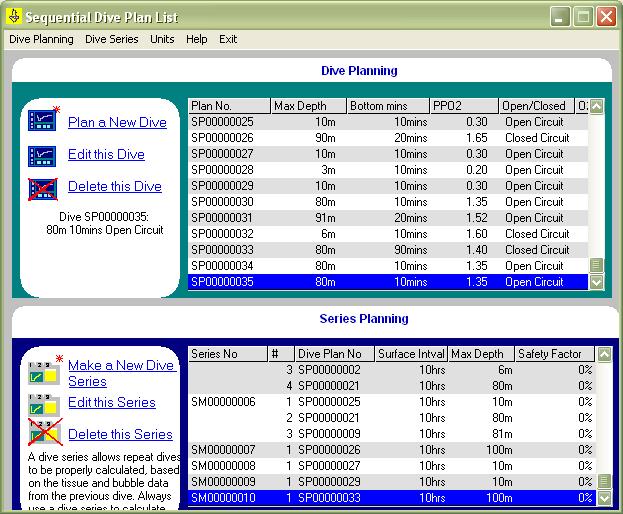 Sequential Dive Plan List
Dive Planning Dive Series Units Help Exit
Dive Planning
Plan a New Dive
Edit this Dive
Delete this Dive
Dive SP00000035:
80m 10mins Open Circuit
Plan No. Max Depth Bottom mins PPO2 Open/Closed O2
SP00000025 10m 10mins 0.30 Open Circuit
SP00000026 90m 20mins 1.65 Closed Circuit
SP00000027 10m 10mins 0.30 Open Circuit
SP00000028 3m 10mins 0.20 Open Circuit
SP00000029 10m 10mins 0.30 Open Circuit
SP00000030 80m 10mins 1.35 Open Circuit
SP00000031 91m 20mins 1.52 Open Circuit
SP00000032 6m 10mins 1.60 Closed Circuit
SP00000033 80m 90mins 1.40 Closed Circuit
SP00000034 80m 10mins 1.35 Open Circuit
SP00000035 80m 10mins 1.35 Open Circuit
Series Planning
Make a New Dive
Series
Edit this Series
Delete this Series
A dive series allows repeat dives
to be properly calculated, based
on the tissue and bubble data
from the previous dive. Always
use a dive series to calculate
Series No # Dive Plan No Surface Intval Max Depth Safety Factor
3 SP00000002 10hrs 6m 0%
4 SP00000021 10hrs 80m 0%
SM00000006 1 SP00000025 10hrs 10m 0%
2 SP00000021 10hrs 80m 0%
3 SP00000009 10hrs 81m 0%
SM00000007 1 SP00000026 10hrs 100m 0%
SM00000008 1 SP00000027 10hrs 10m 0%
SM00000009 1 SP00000029 10hrs 10m 0%
SM00000010 1 SP00000033 10hrs 100m 0%